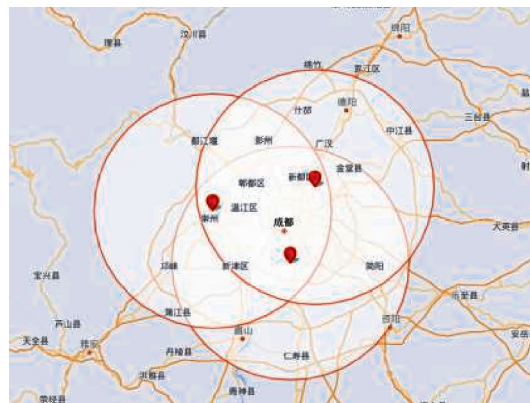 绵阳
理县
汶川县
绵竹
罗江区
什邡
德阳
三台县
中江县
都江堰
彭州
广汉
金堂县
郫都区
新都
温江区
崇州
大英县
成都
邛崃
新津区
简阳
宝兴县
乐至县
蒲江县
芦山县
资阳
天全县
雅安
眉山
安岳
丹棱县
仁寿县
洪雅县
青神县
荥经县